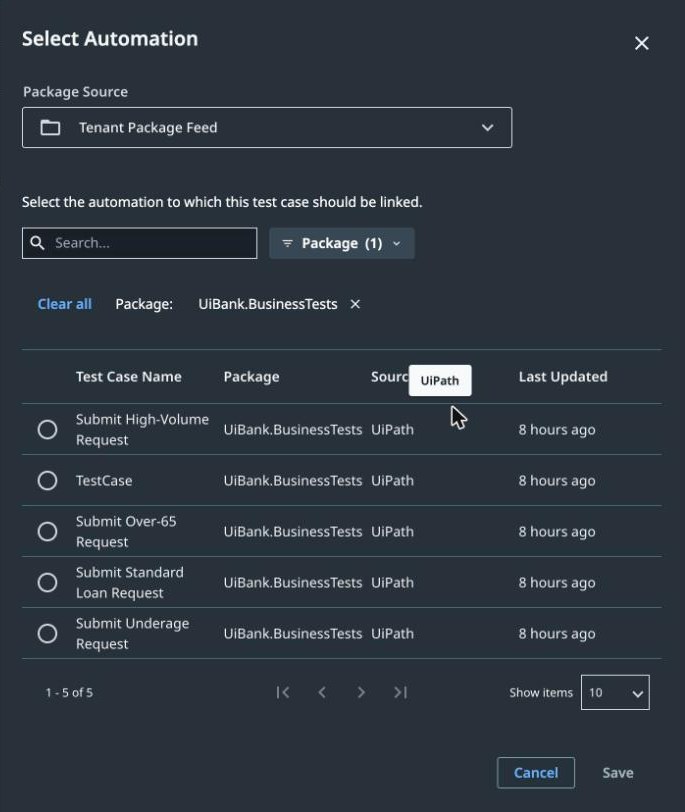 Select Automation
Package Source
Tenant Package Feed
Select the automation to which this test case should be linked.
Search...
Package (1)
Clear all Package: UiBank.BusinessTests
Test Case Name Package Sourc UiPath Last Updated
Submit High-Volume
Request
UiBank.BusinessTests UiPath 8 hours ago
TestCase UiBank.BusinessTests UiPath 8 hours ago
Submit Over-65
Request
UiBank.BusinessTests UiPath 8 hours ago
Submit Standard
Loan Request
UiBank.BusinessTests UiPath 8 hours ago
Submit Underage
Request
UiBank.BusinessTests UiPath 8 hours ago
1 - 5 of 5 Show items 10
Cancel Save